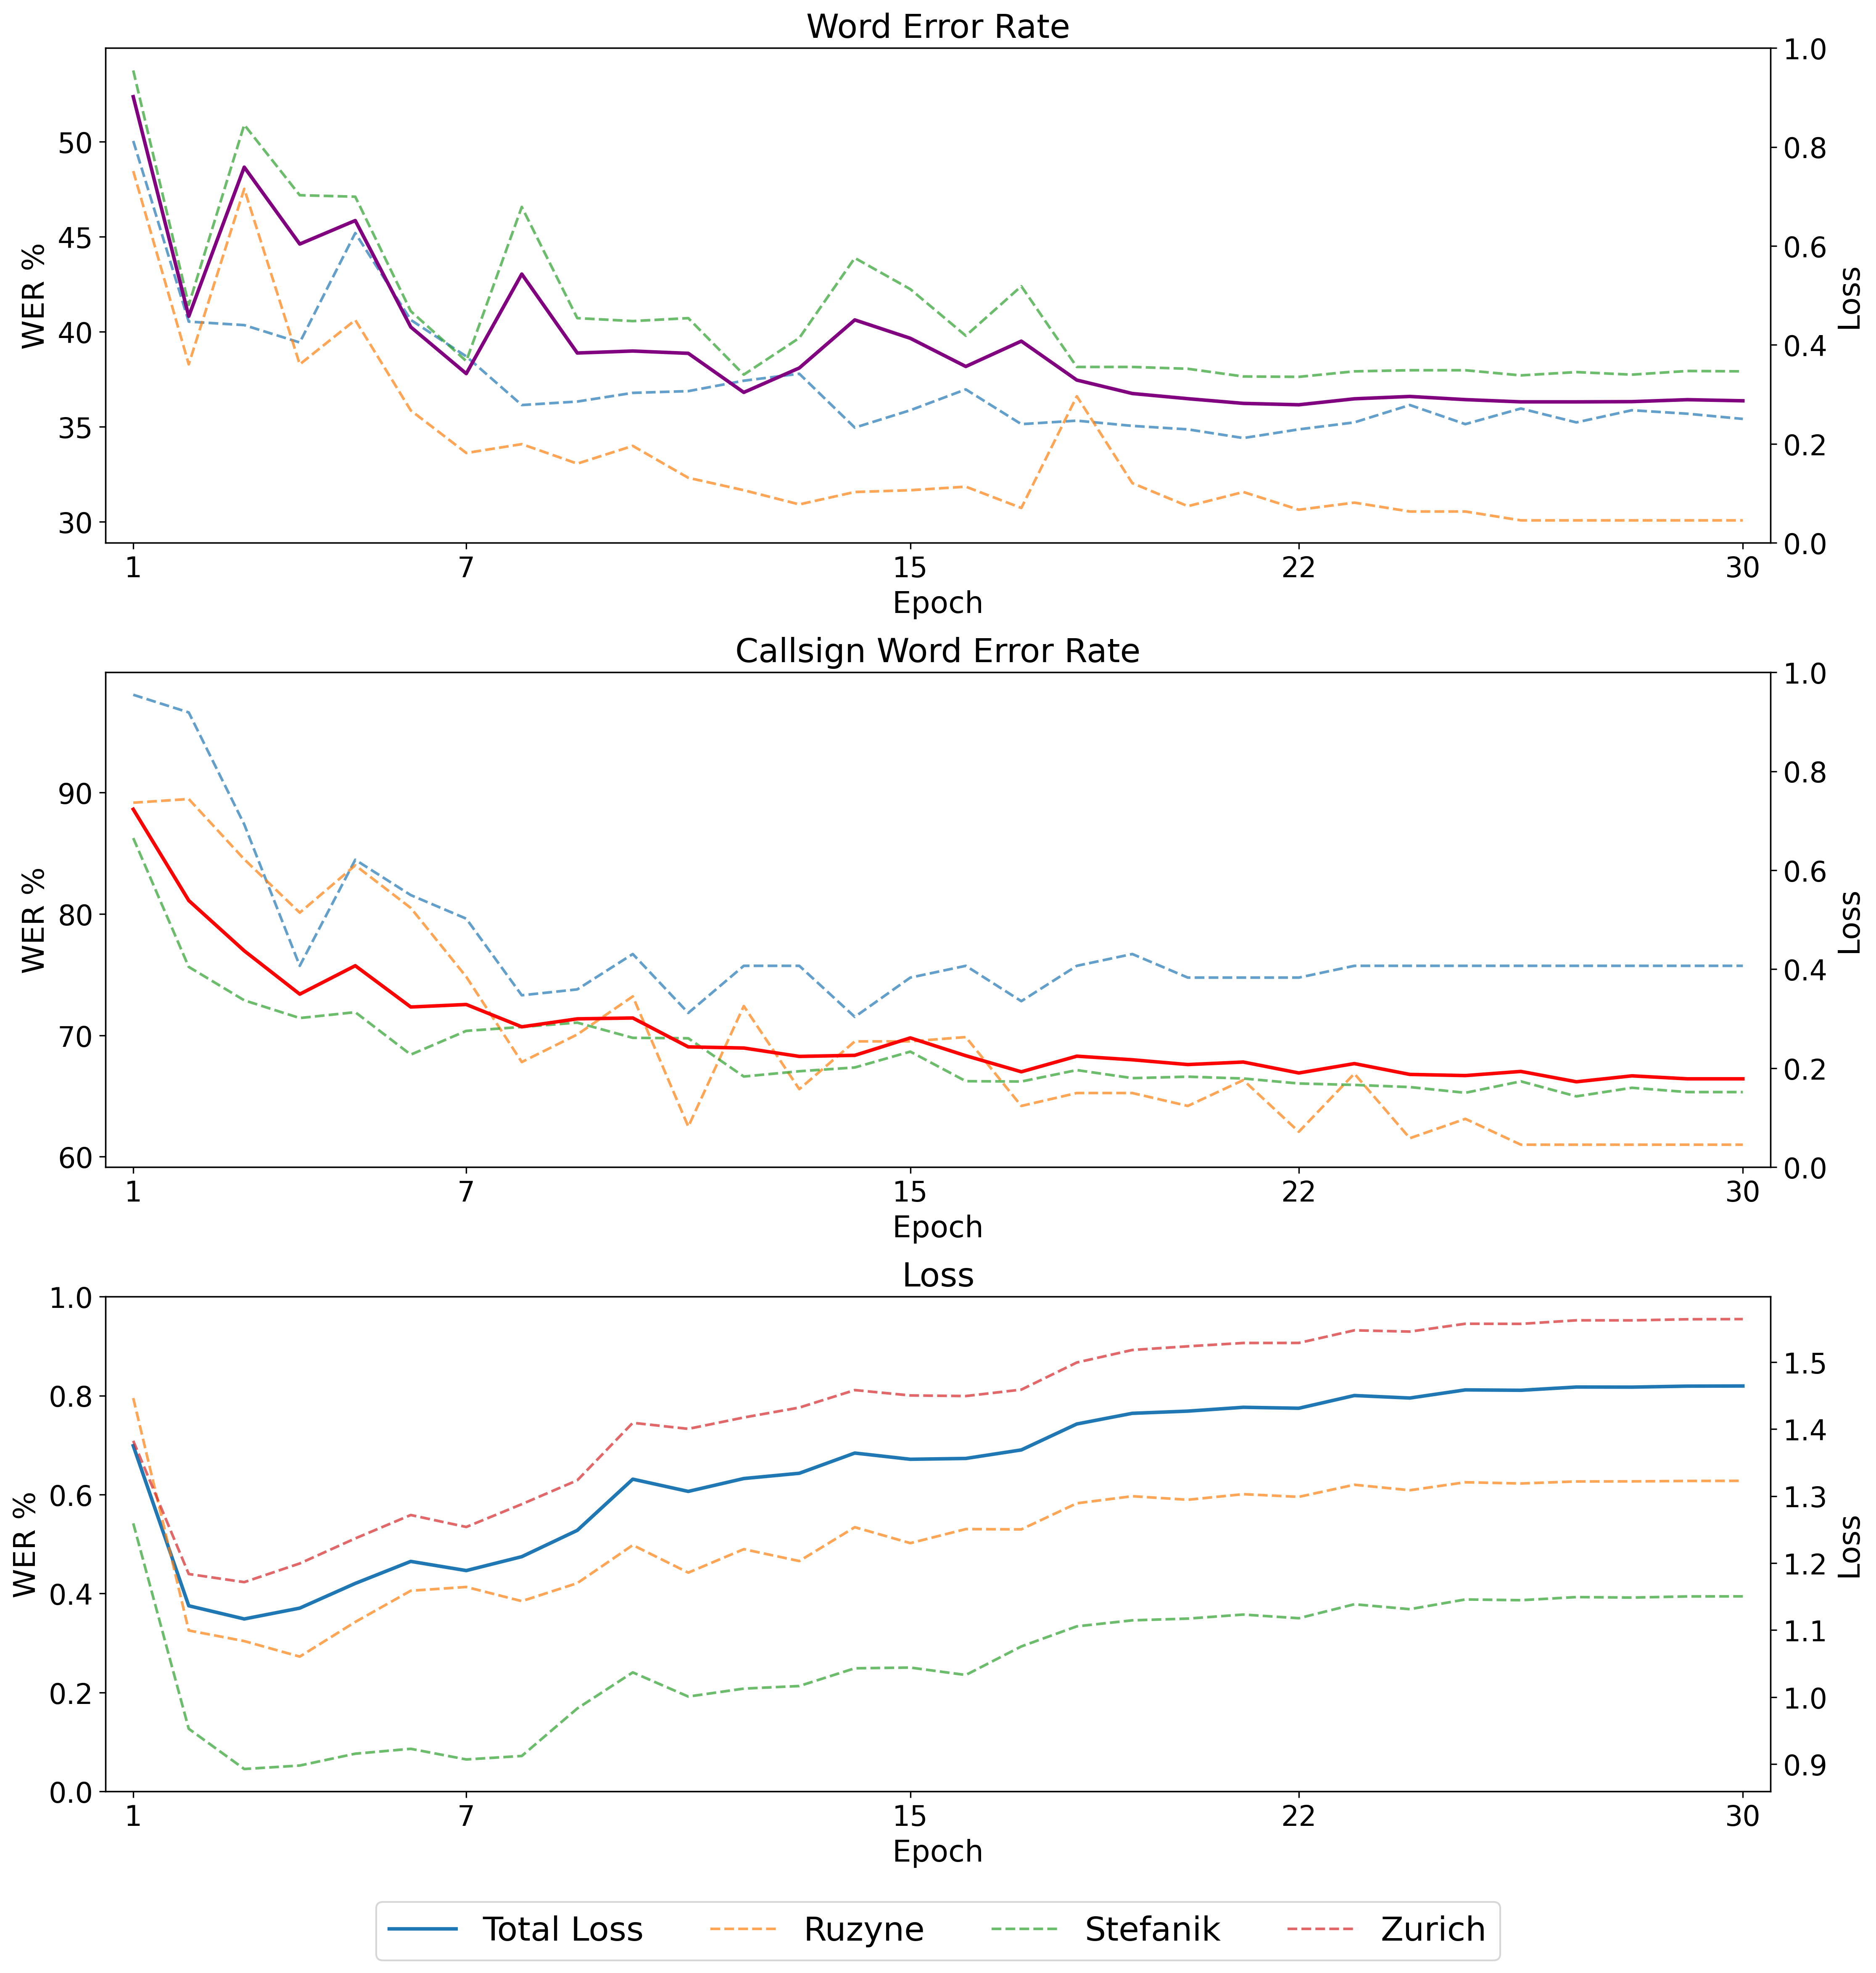 Word Error Rate
WER %
50
45
40
35
30
1.0
0.8
0.6
0.4
0.2
0.0
Loss
1 7 15 22 30
Epoch
Callsign Word Error Rate
WER %
90
80
70
60
1.0
0.8
0.6
0.4
0.2
0.0
Loss
1 7 15 22 30
Epoch
Loss
WER %
1.0
0.8
0.6
0.4
0.2
0.0
1.5
1.4
1.3
1.2
1.1
1.0
0.9
Loss
1 7 15 22 30
Epoch
Total Loss Ruzyne Stefanik Zurich